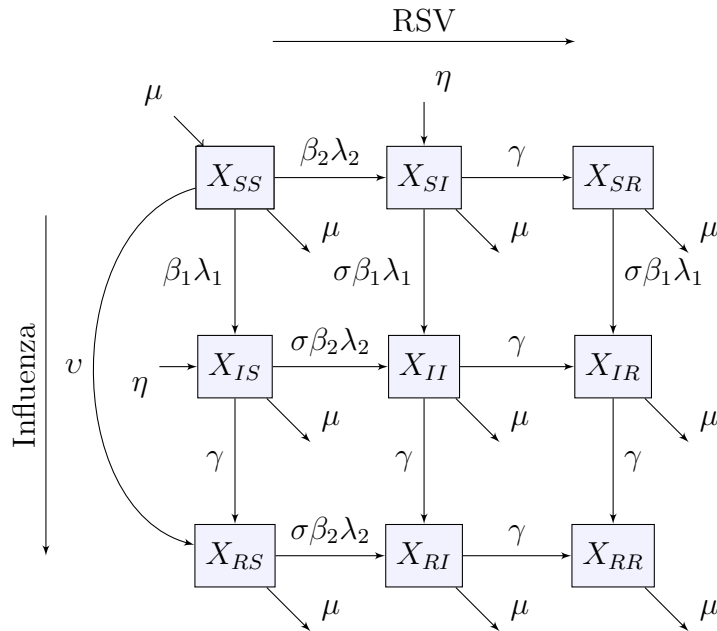 RSV
η
μ
β₂λ₂ γ
X_SS X_SI X_SR
μ μ μ
β₁λ₁ σβ₁λ₁ σβ₁λ₁
Influenza
υ
σβ₂λ₂ γ
η X_IS X_II X_IR
μ μ μ
γ γ γ
σβ₂λ₂ γ
X_RS X_RI X_RR
μ μ μ